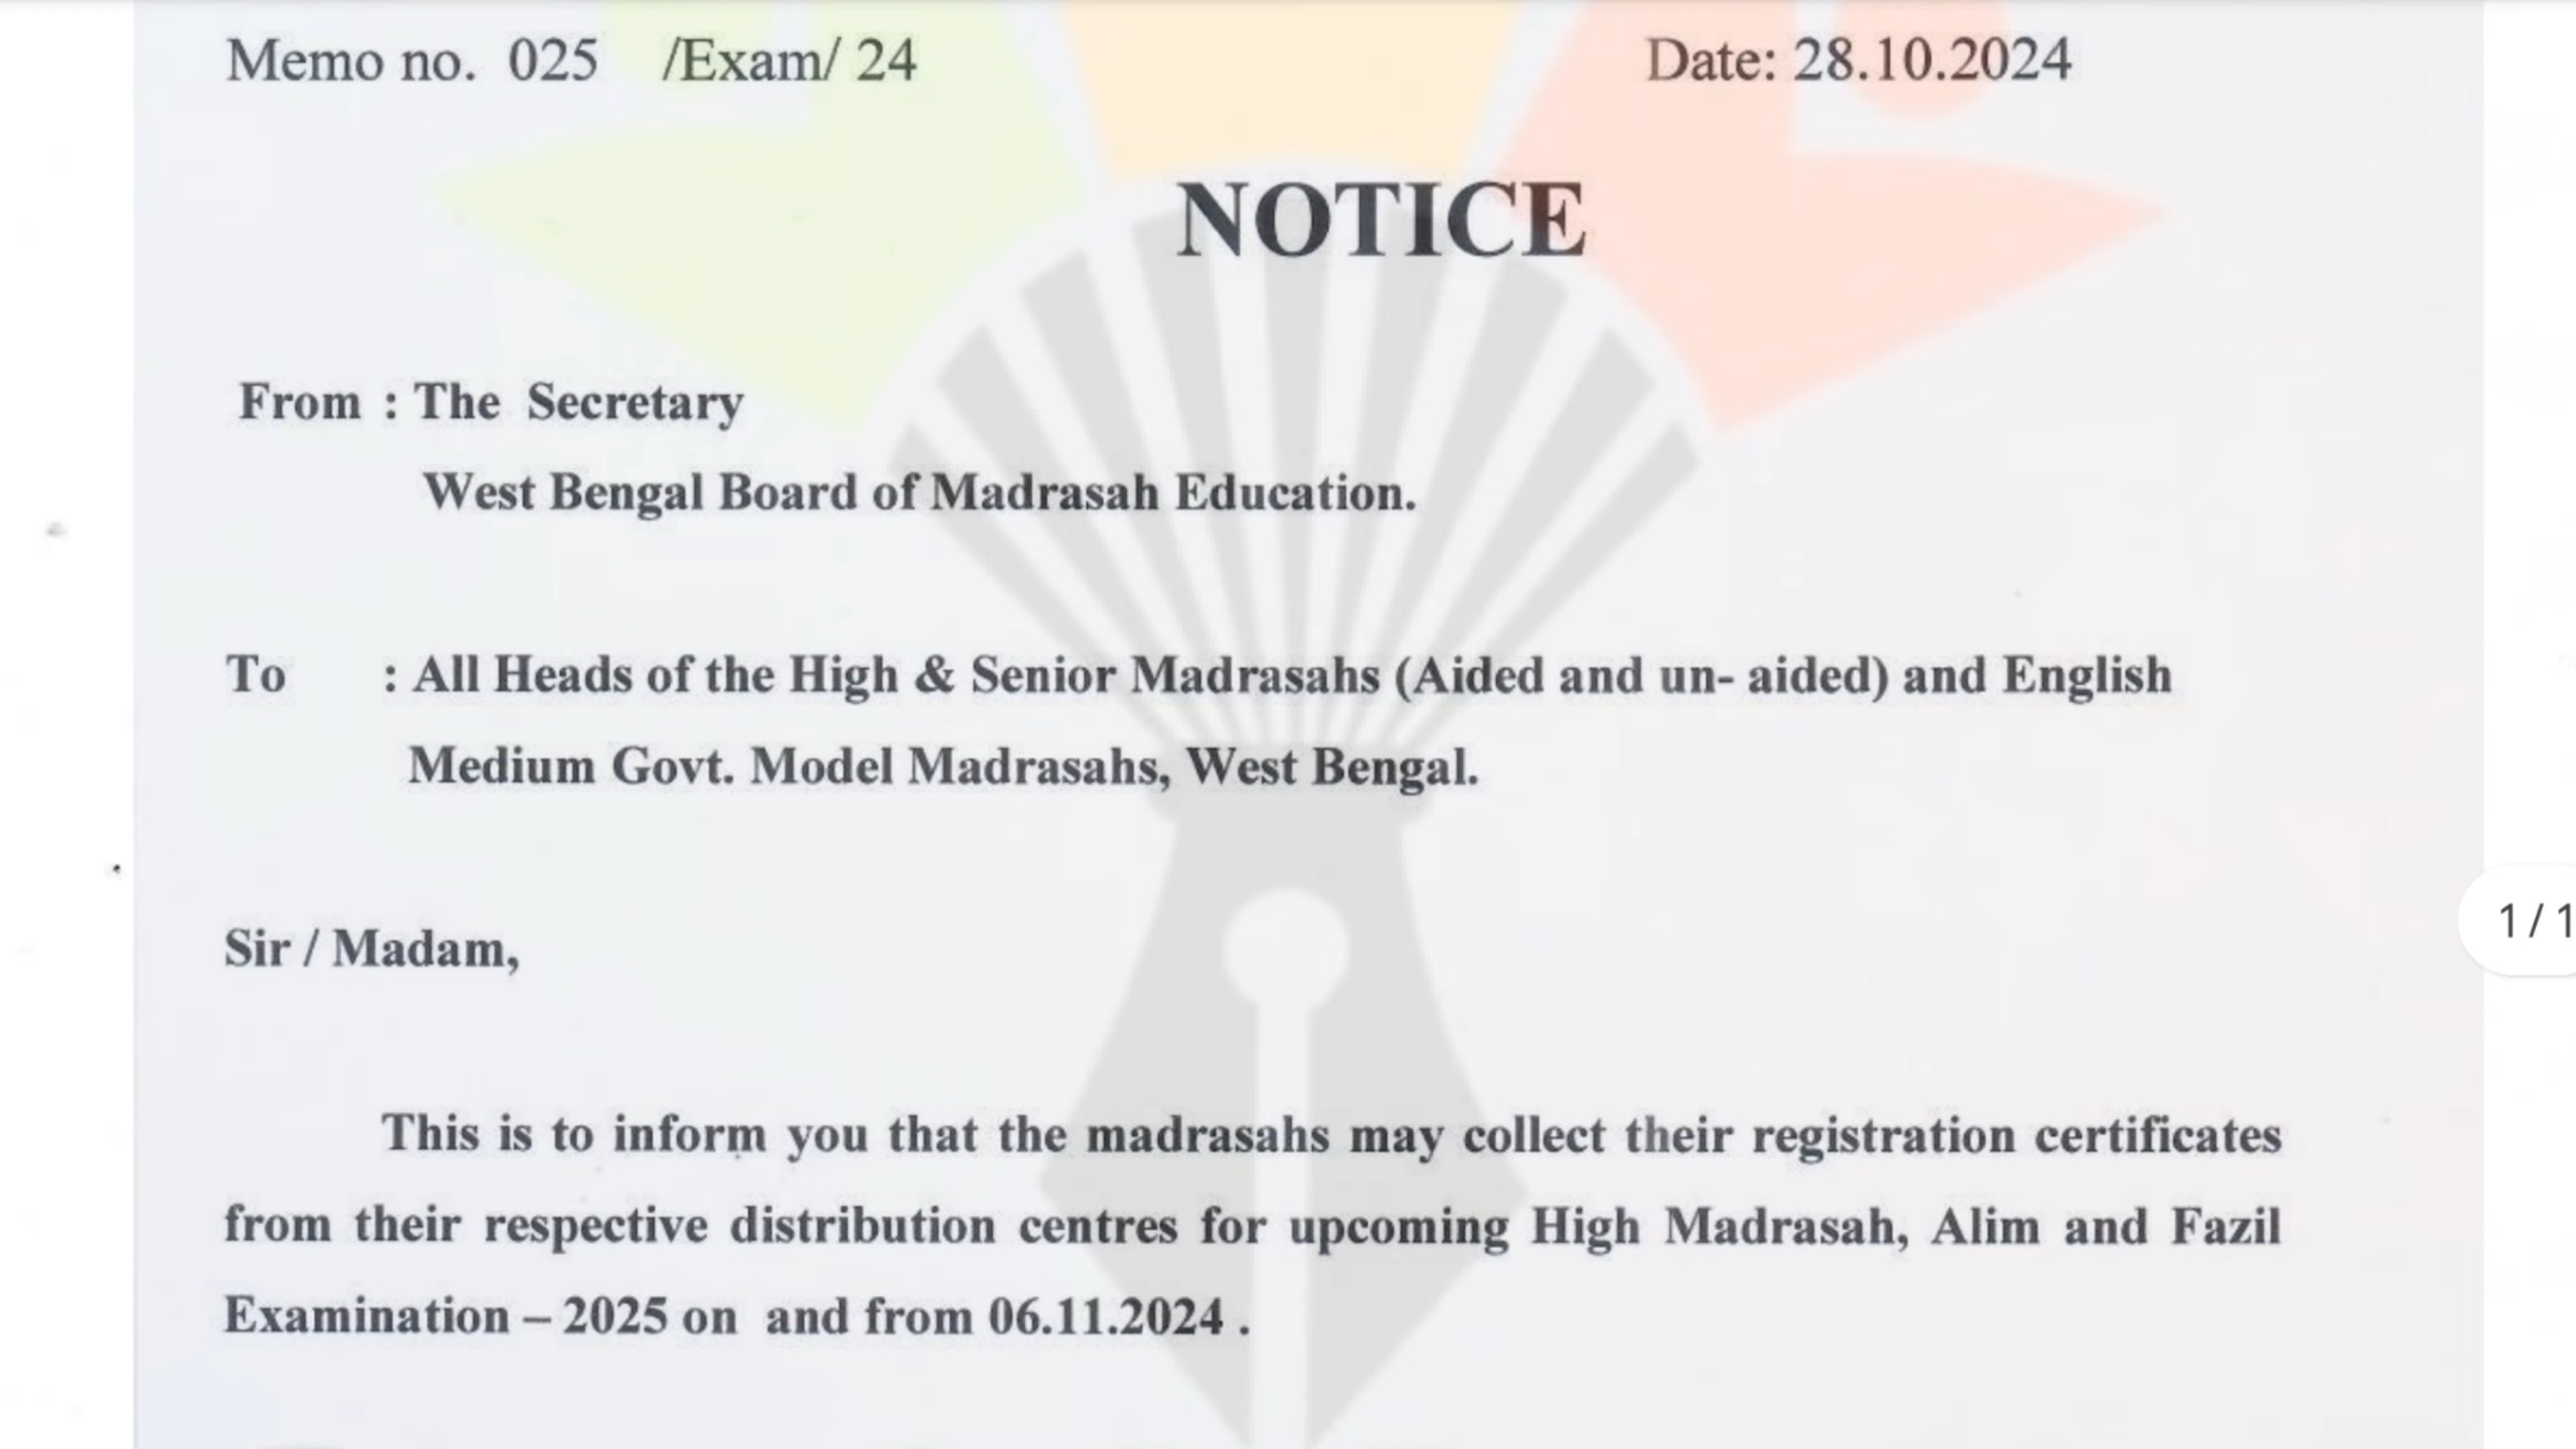 Memo no. 025 /Exam/ 24 Date: 28.10.2024
NOTICE
From : The Secretary
West Bengal Board of Madrasah Education.
To : All Heads of the High & Senior Madrasahs (Aided and un- aided) and English
Medium Govt. Model Madrasahs, West Bengal.
Sir / Madam,
This is to inform you that the madrasahs may collect their registration certificates
from their respective distribution centres for upcoming High Madrasah, Alim and Fazil
Examination – 2025 on and from 06.11.2024 .
1 / 1